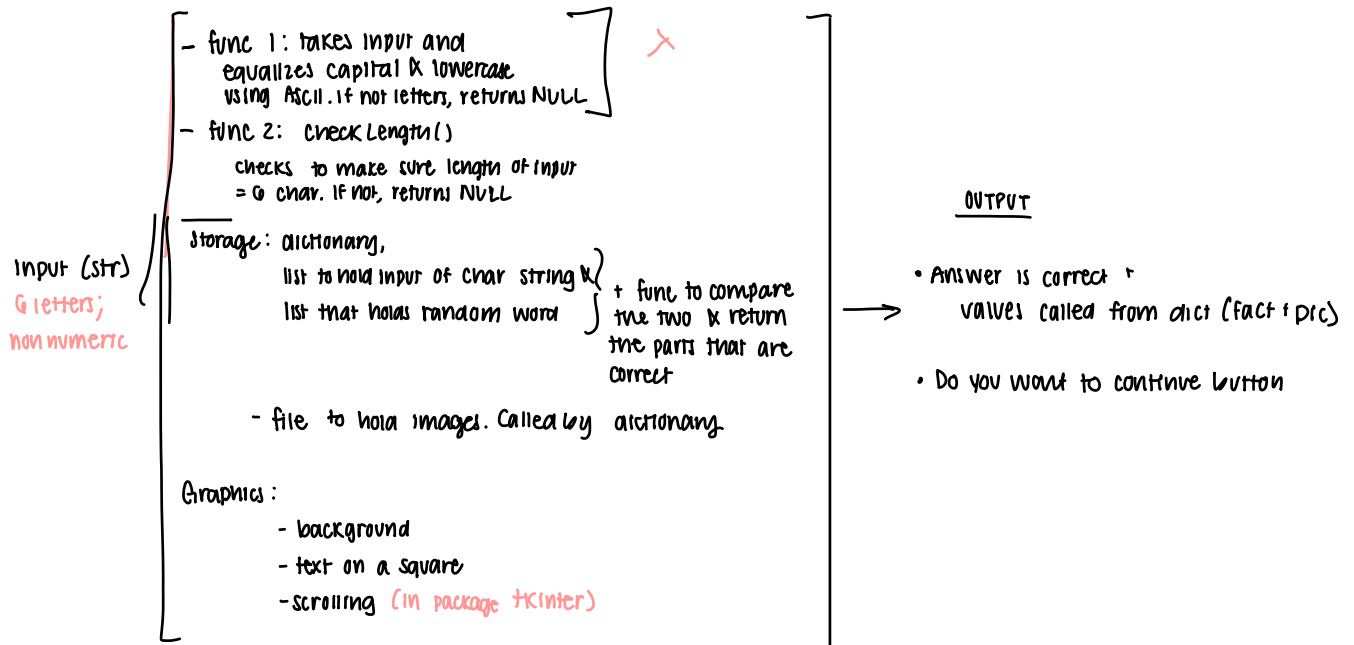 - func 1: takes input and
equalizes capital & lowercase
using ASCII. If not letters, returns NULL
- func 2: checkLength()
checks to make sure length of input
= 6 char. If not, returns NULL
Input (str)
6 letters;
non numeric
Storage: dictionary,
list to hold input of char string &
list that holds random word
+ func to compare
the two & return
the parts that are
correct
- file to hold images. Called by dictionary
Graphics:
- background
- text on a square
- scrolling (in package tkinter)
OUTPUT
• Answer is correct +
values called from dict (fact + pic)
• Do you want to continue button